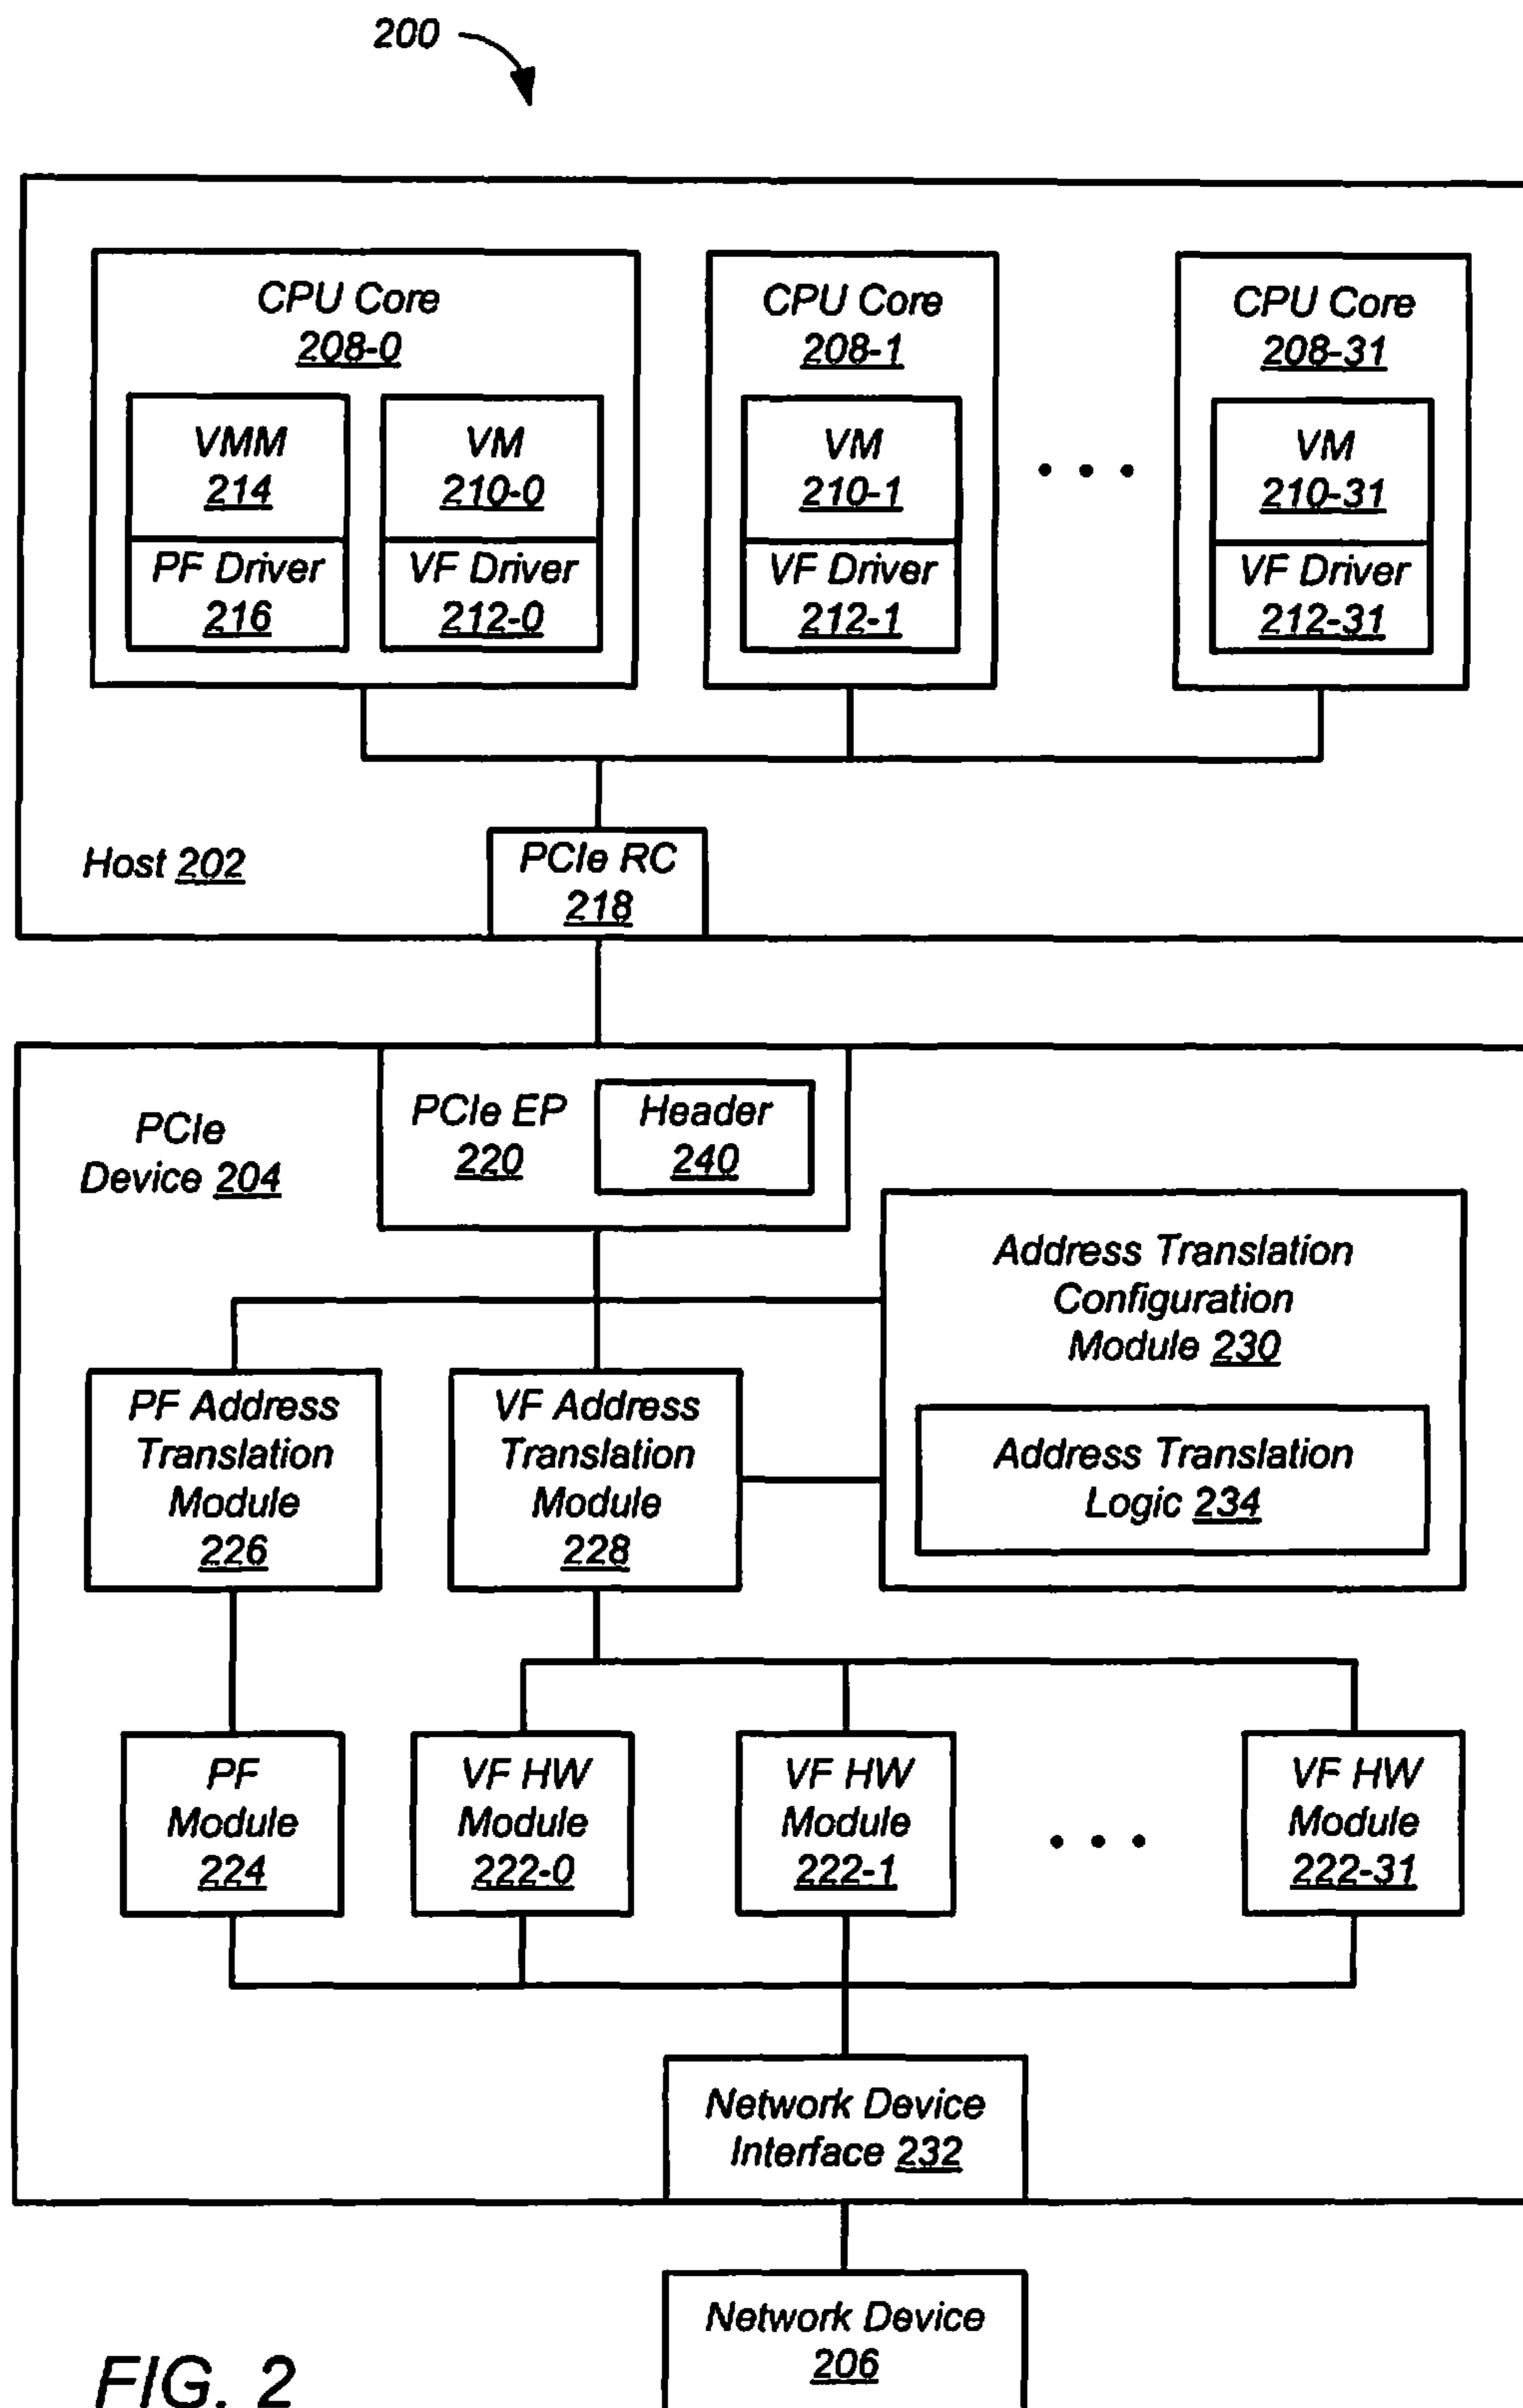 200
CPU Core
208-0
VMM
214
PF Driver
216
VM
210-0
VF Driver
212-0
CPU Core
208-1
VM
210-1
VF Driver
212-1
• • •
CPU Core
208-31
VM
210-31
VF Driver
212-31
Host 202
PCIe RC
218
PCIe
Device 204
PCIe EP
220
Header
240
Address Translation
Configuration
Module 230
Address Translation
Logic 234
PF Address
Translation
Module
226
VF Address
Translation
Module
228
PF
Module
224
VF HW
Module
222-0
VF HW
Module
222-1
• • •
VF HW
Module
222-31
Network Device
Interface 232
Network Device
206
FIG. 2